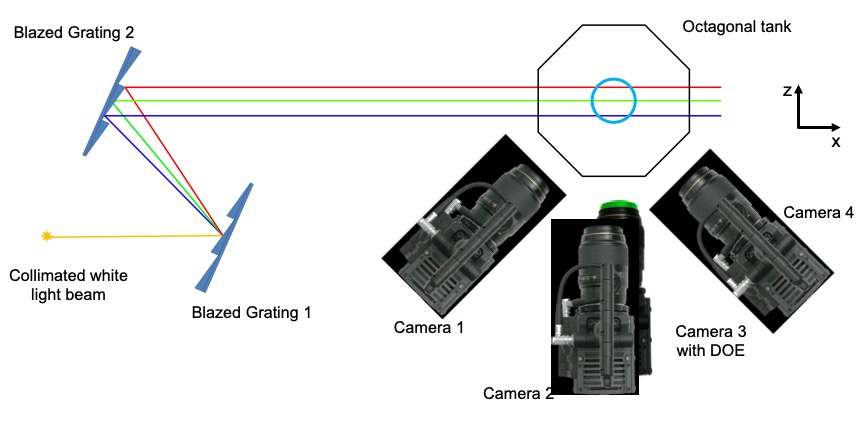 Blazed Grating 2
Octagonal tank
z
x
Camera 4
Collimated white
light beam
Blazed Grating 1
Camera 1
Camera 3
with DOE
Camera 2